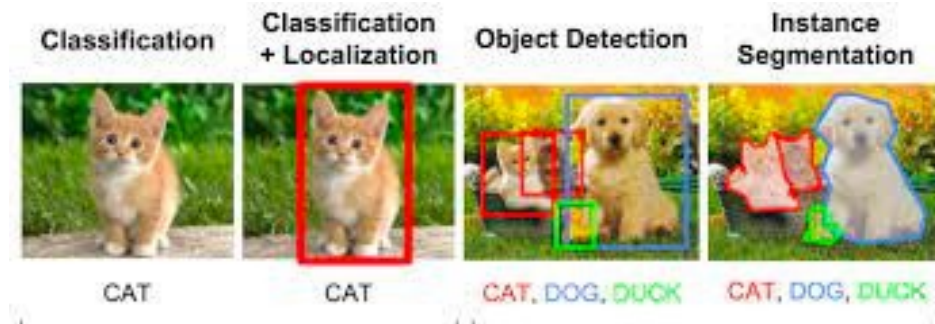 Classification
Classification
+ Localization
Object Detection
Instance
Segmentation
CAT
CAT
CAT, DOG, DUCK
CAT, DOG, DUCK